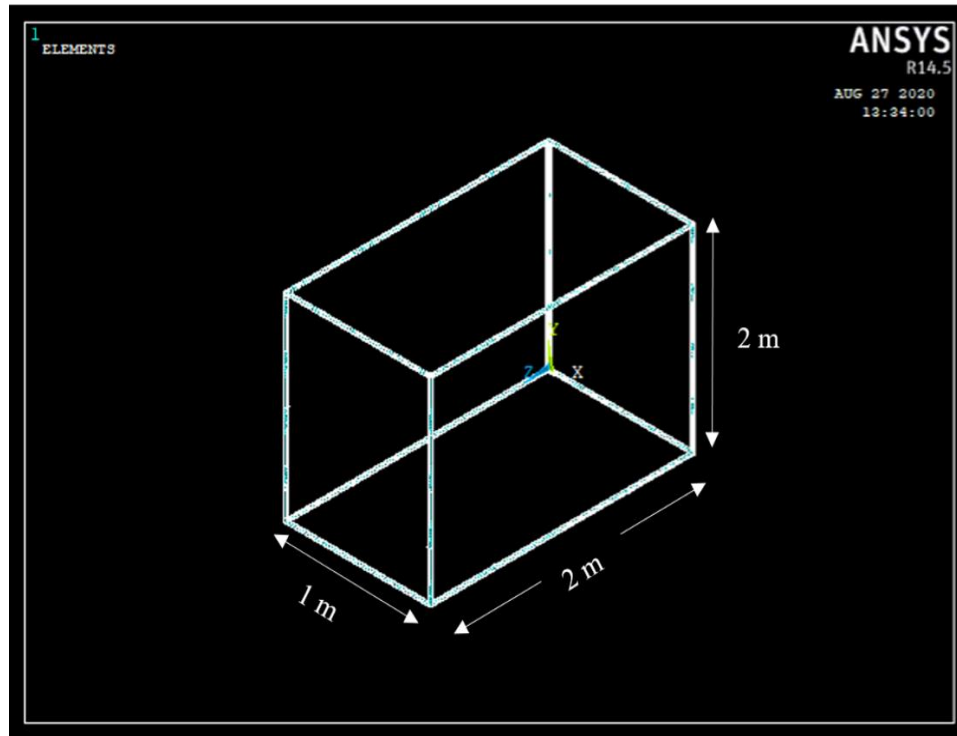 1
ELEMENTS
ANSYS
R14.5
AUG 27 2020
13:34:00
Y
Z
X
2 m
2 m
1 m